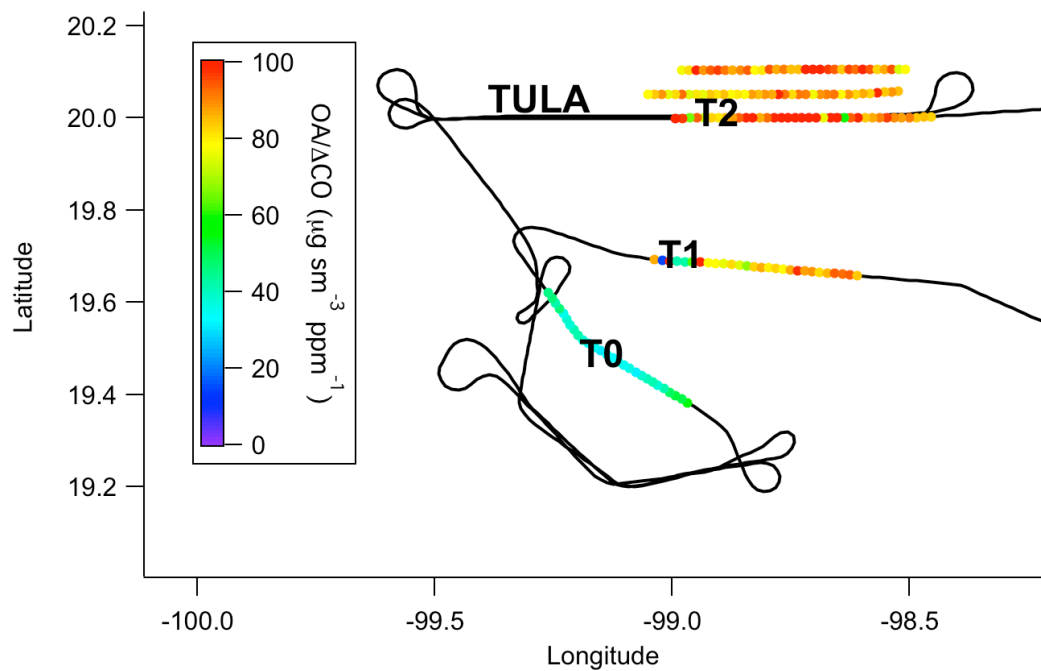 20.2
20.0
19.8
19.6
19.4
19.2
Latitude
100
80
60
40
20
0
OA/ΔCO (μg sm⁻³ ppm⁻¹)
TULA
T2
T1
T0
-100.0
-99.5
-99.0
-98.5
Longitude